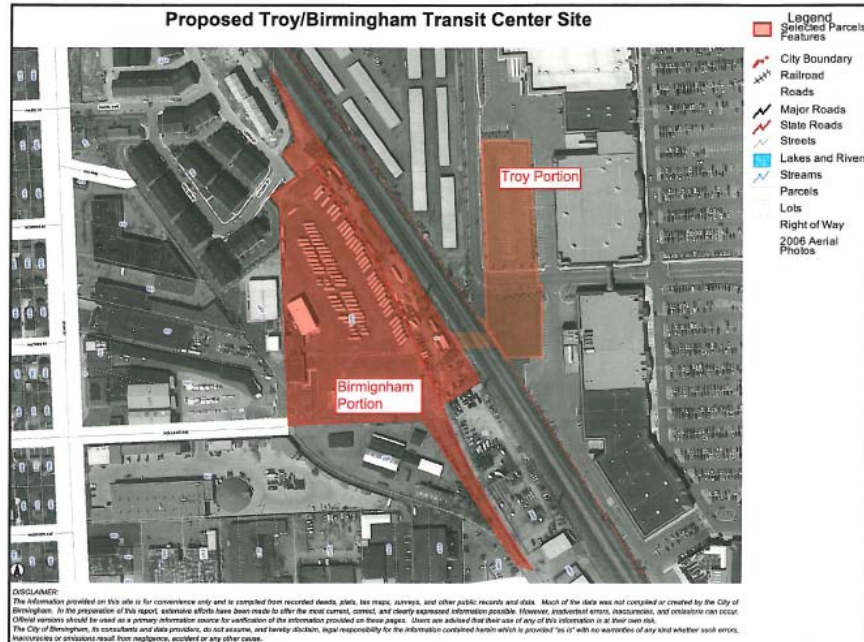 Proposed Troy/Birmingham Transit Center Site
Legend
Selected Parcels
Features
City Boundary
Railroad
Roads
Major Roads
State Roads
Streets
Lakes and Rivers
Streams
Parcels
Lots
Right of Way
2006 Aerial
Photos
Troy Portion
Birmignham
Portion
DISCLAIMER:
The information provided on this site is for convenience only and is compiled from recorded deeds, plats, tax maps, surveys, and other public records and data. Much of the data was not compiled or created by the City of
Birmingham. In the preparation of this report, extensive efforts have been made to offer the most current, correct, and clearly expressed information possible. However, inadvertent errors, inaccuracies, and omissions can occur.
Official versions should be used as a primary information source for verification of the information provided on these pages. Users are advised that their use of any of this information is at their own risk.
The City of Birmingham, its consultants and data providers, do not assume, and hereby disclaim, legal responsibility for the information contained herein which is provided "as is" with no warranties of any kind whether such errors,
inaccuracies or omissions result from negligence, accident or any other cause.